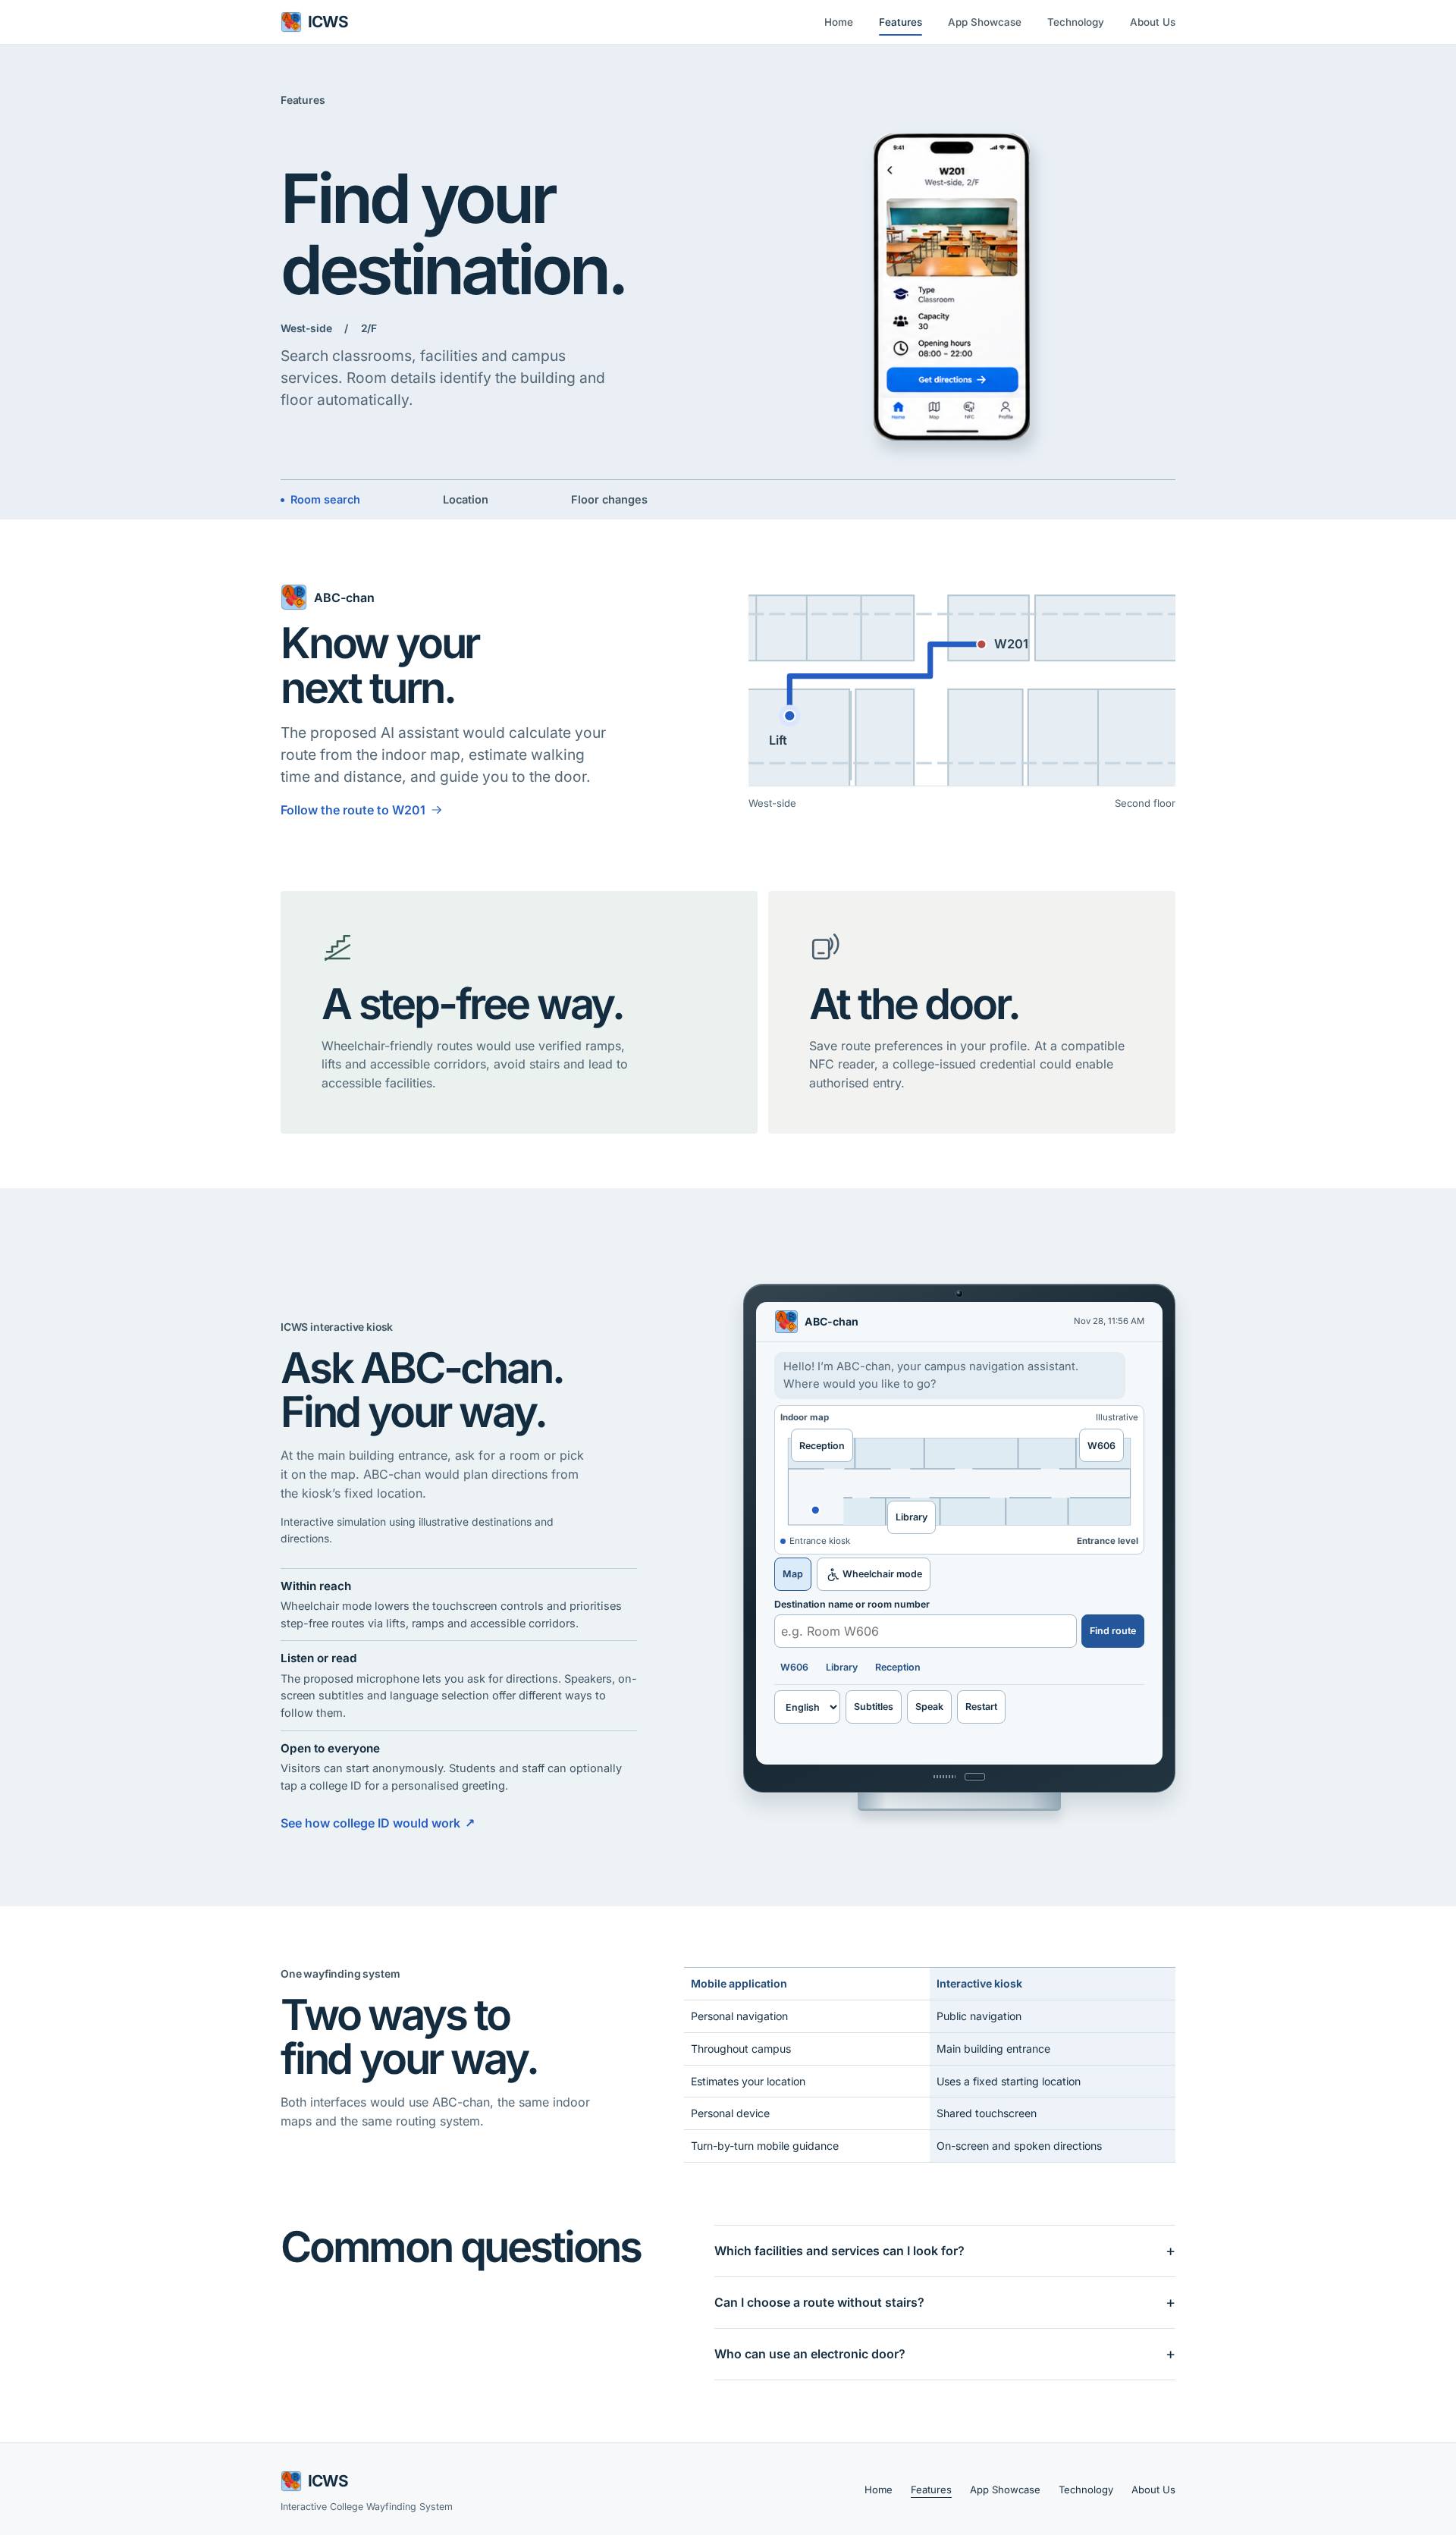 ICWS
Home Features App Showcase Technology About Us
Features
Find your
destination.
West-side / 2/F
Search classrooms, facilities and campus
services. Room details identify the building and
floor automatically.
9:41
W201
West-side, 2/F
Type
Classroom
Capacity
30
Opening hours
08:00 – 22:00
Get directions →
Home Map NFC Profile
• Room search Location Floor changes
ABC-chan
Know your
next turn.
The proposed AI assistant would calculate your
route from the indoor map, estimate walking
time and distance, and guide you to the door.
Follow the route to W201 →
W201
Lift
West-side Second floor
A step-free way.
Wheelchair-friendly routes would use verified ramps,
lifts and accessible corridors, avoid stairs and lead to
accessible facilities.
At the door.
Save route preferences in your profile. At a compatible
NFC reader, a college-issued credential could enable
authorised entry.
ICWS interactive kiosk
Ask ABC-chan.
Find your way.
At the main building entrance, ask for a room or pick
it on the map. ABC-chan would plan directions from
the kiosk's fixed location.
Interactive simulation using illustrative destinations and
directions.
Within reach
Wheelchair mode lowers the touchscreen controls and prioritises
step-free routes via lifts, ramps and accessible corridors.
Listen or read
The proposed microphone lets you ask for directions. Speakers, on-
screen subtitles and language selection offer different ways to
follow them.
Open to everyone
Visitors can start anonymously. Students and staff can optionally
tap a college ID for a personalised greeting.
See how college ID would work ↗
ABC-chan Nov 28, 11:56 AM
Hello! I'm ABC-chan, your campus navigation assistant.
Where would you like to go?
Indoor map Illustrative
Reception W606
Library
Entrance kiosk Entrance level
Map Wheelchair mode
Destination name or room number
e.g. Room W606 Find route
W606 Library Reception
English Subtitles Speak Restart
One wayfinding system
Two ways to
find your way.
Both interfaces would use ABC-chan, the same indoor
maps and the same routing system.
Mobile application Interactive kiosk
Personal navigation Public navigation
Throughout campus Main building entrance
Estimates your location Uses a fixed starting location
Personal device Shared touchscreen
Turn-by-turn mobile guidance On-screen and spoken directions
Common questions
Which facilities and services can I look for? +
Can I choose a route without stairs? +
Who can use an electronic door? +
ICWS
Interactive College Wayfinding System
Home Features App Showcase Technology About Us